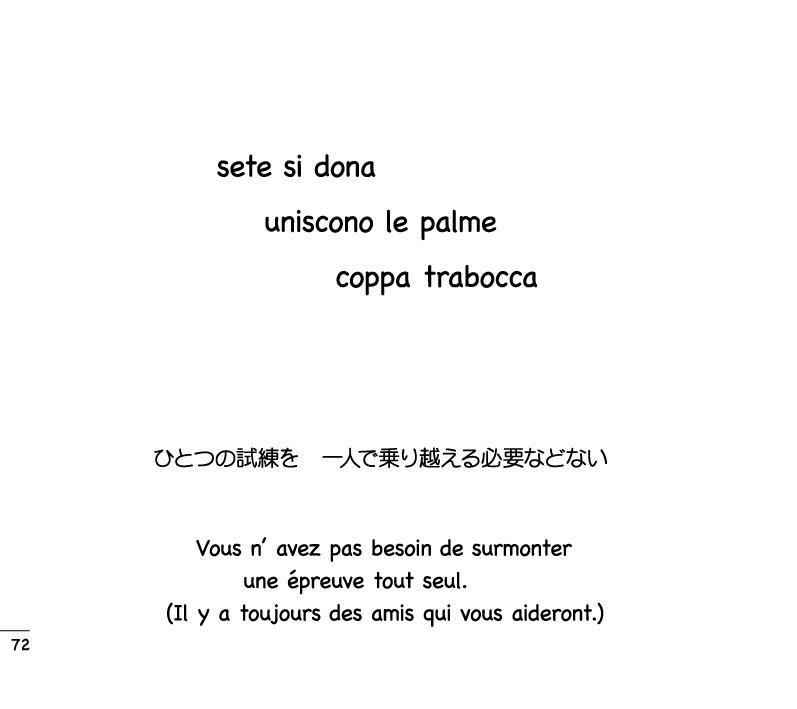 sete si dona
uniscono le palme
coppa trabocca
ひとつの試練を　一人で乗り越える必要などない
Vous n’ avez pas besoin de surmonter
une épreuve tout seul.
(Il y a toujours des amis qui vous aideront.)
72